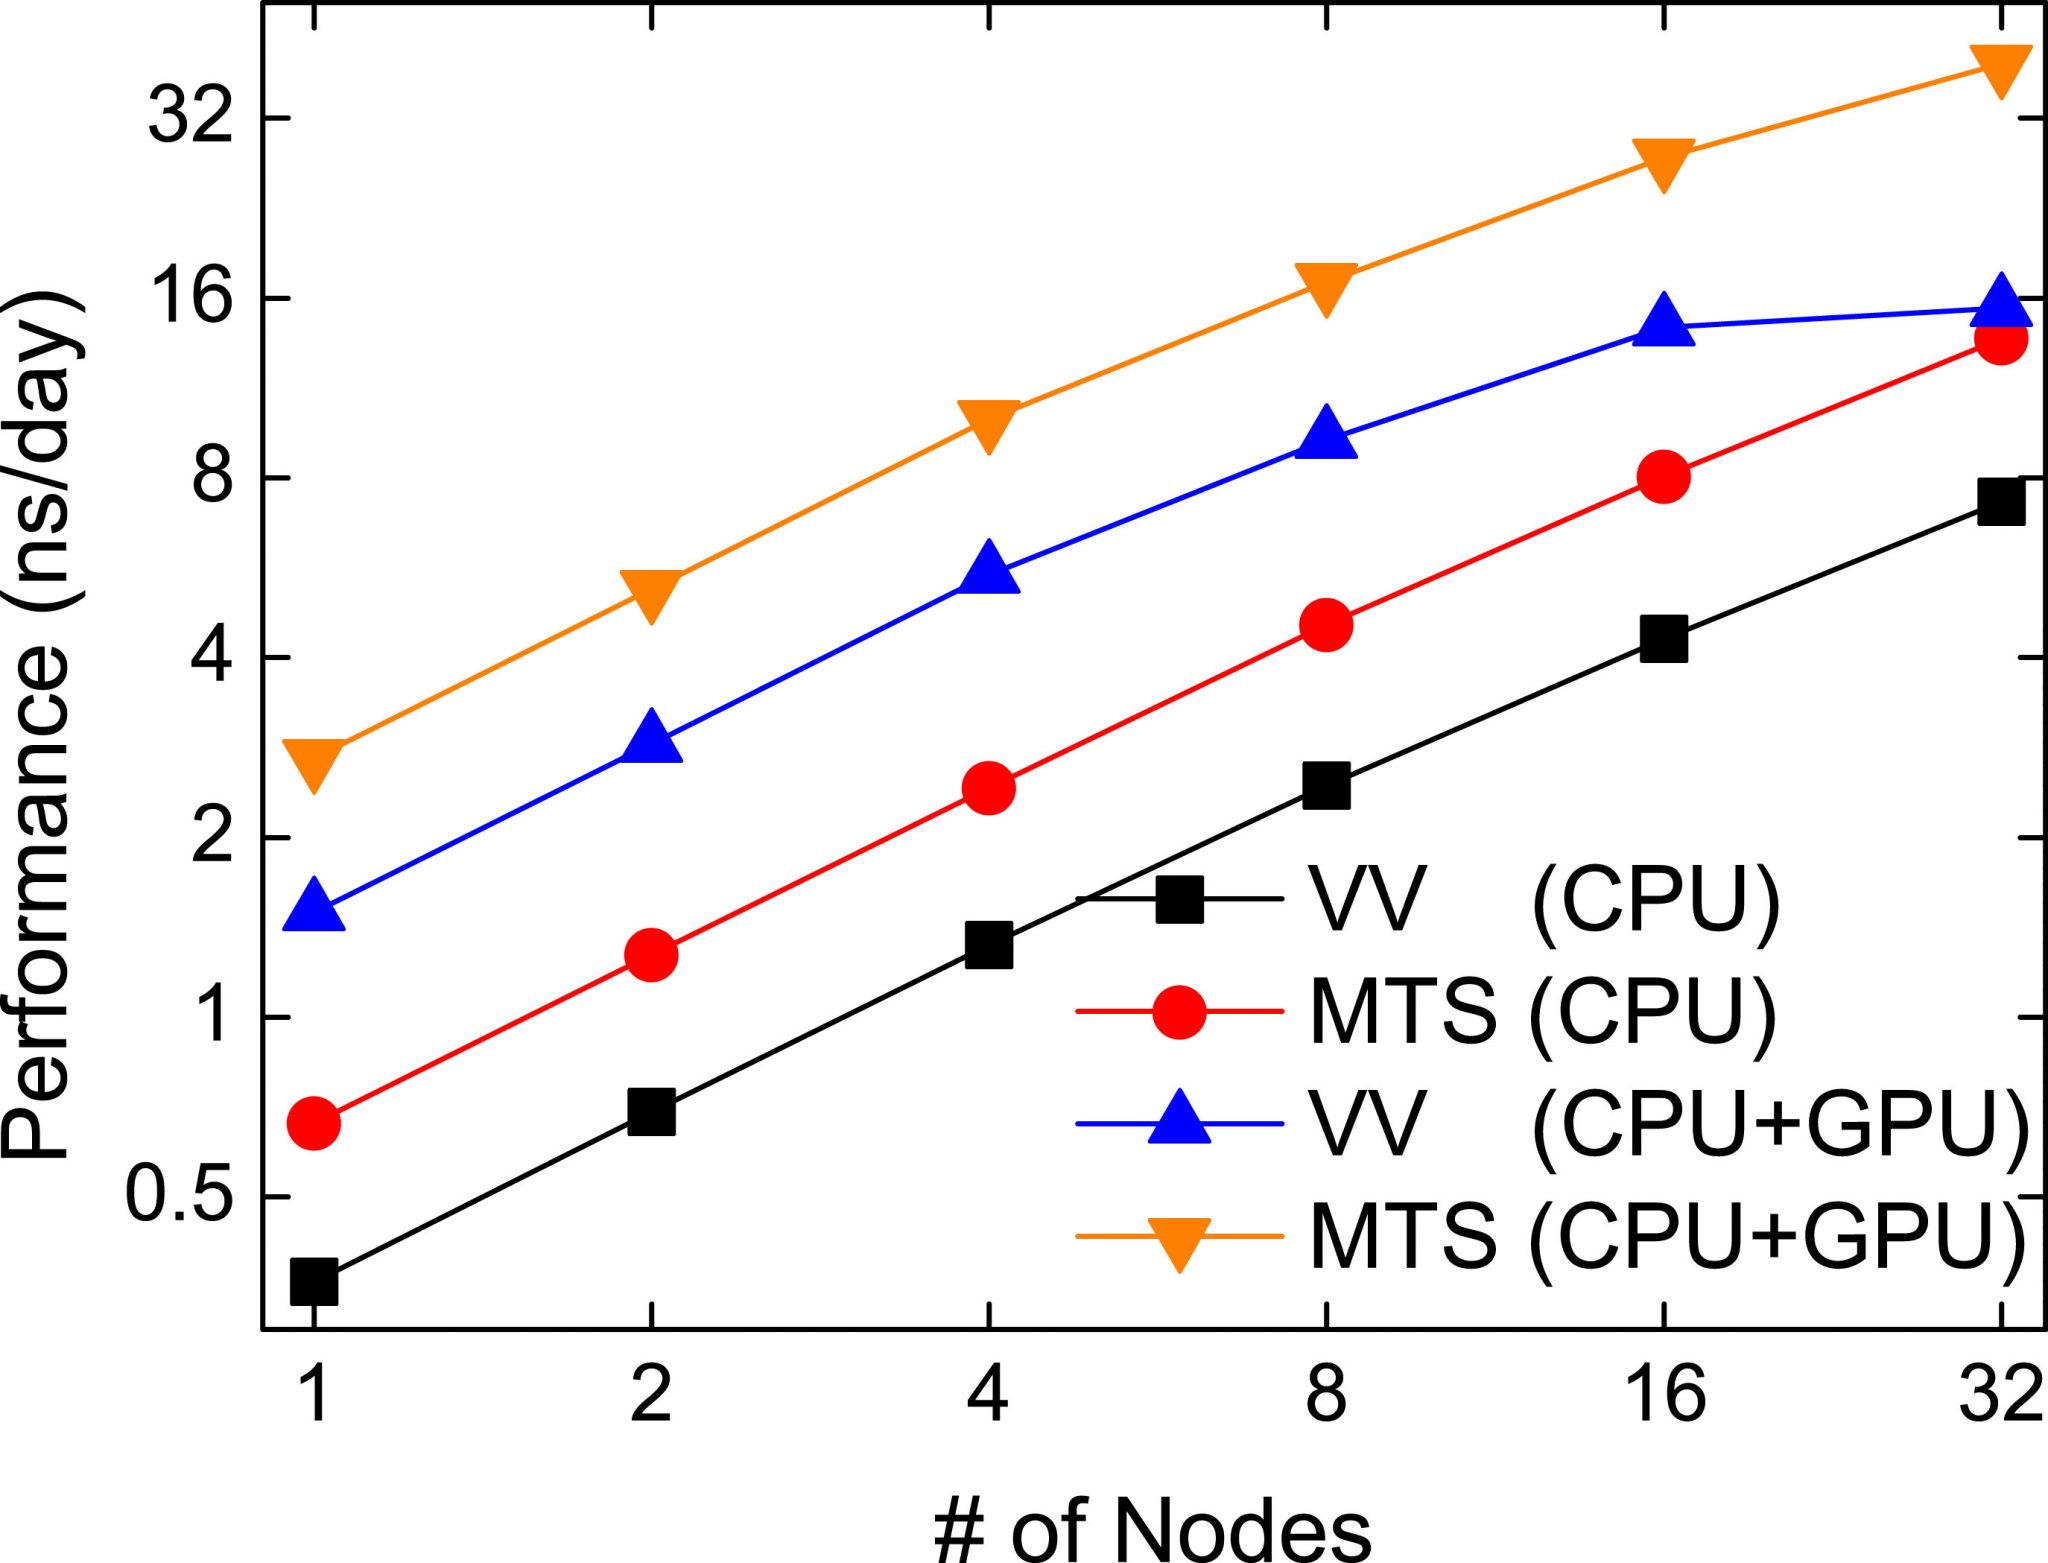 Performance (ns/day)
32
16
8
4
2
1
0.5
VV (CPU)
MTS (CPU)
VV (CPU+GPU)
MTS (CPU+GPU)
1 2 4 8 16 32
# of Nodes